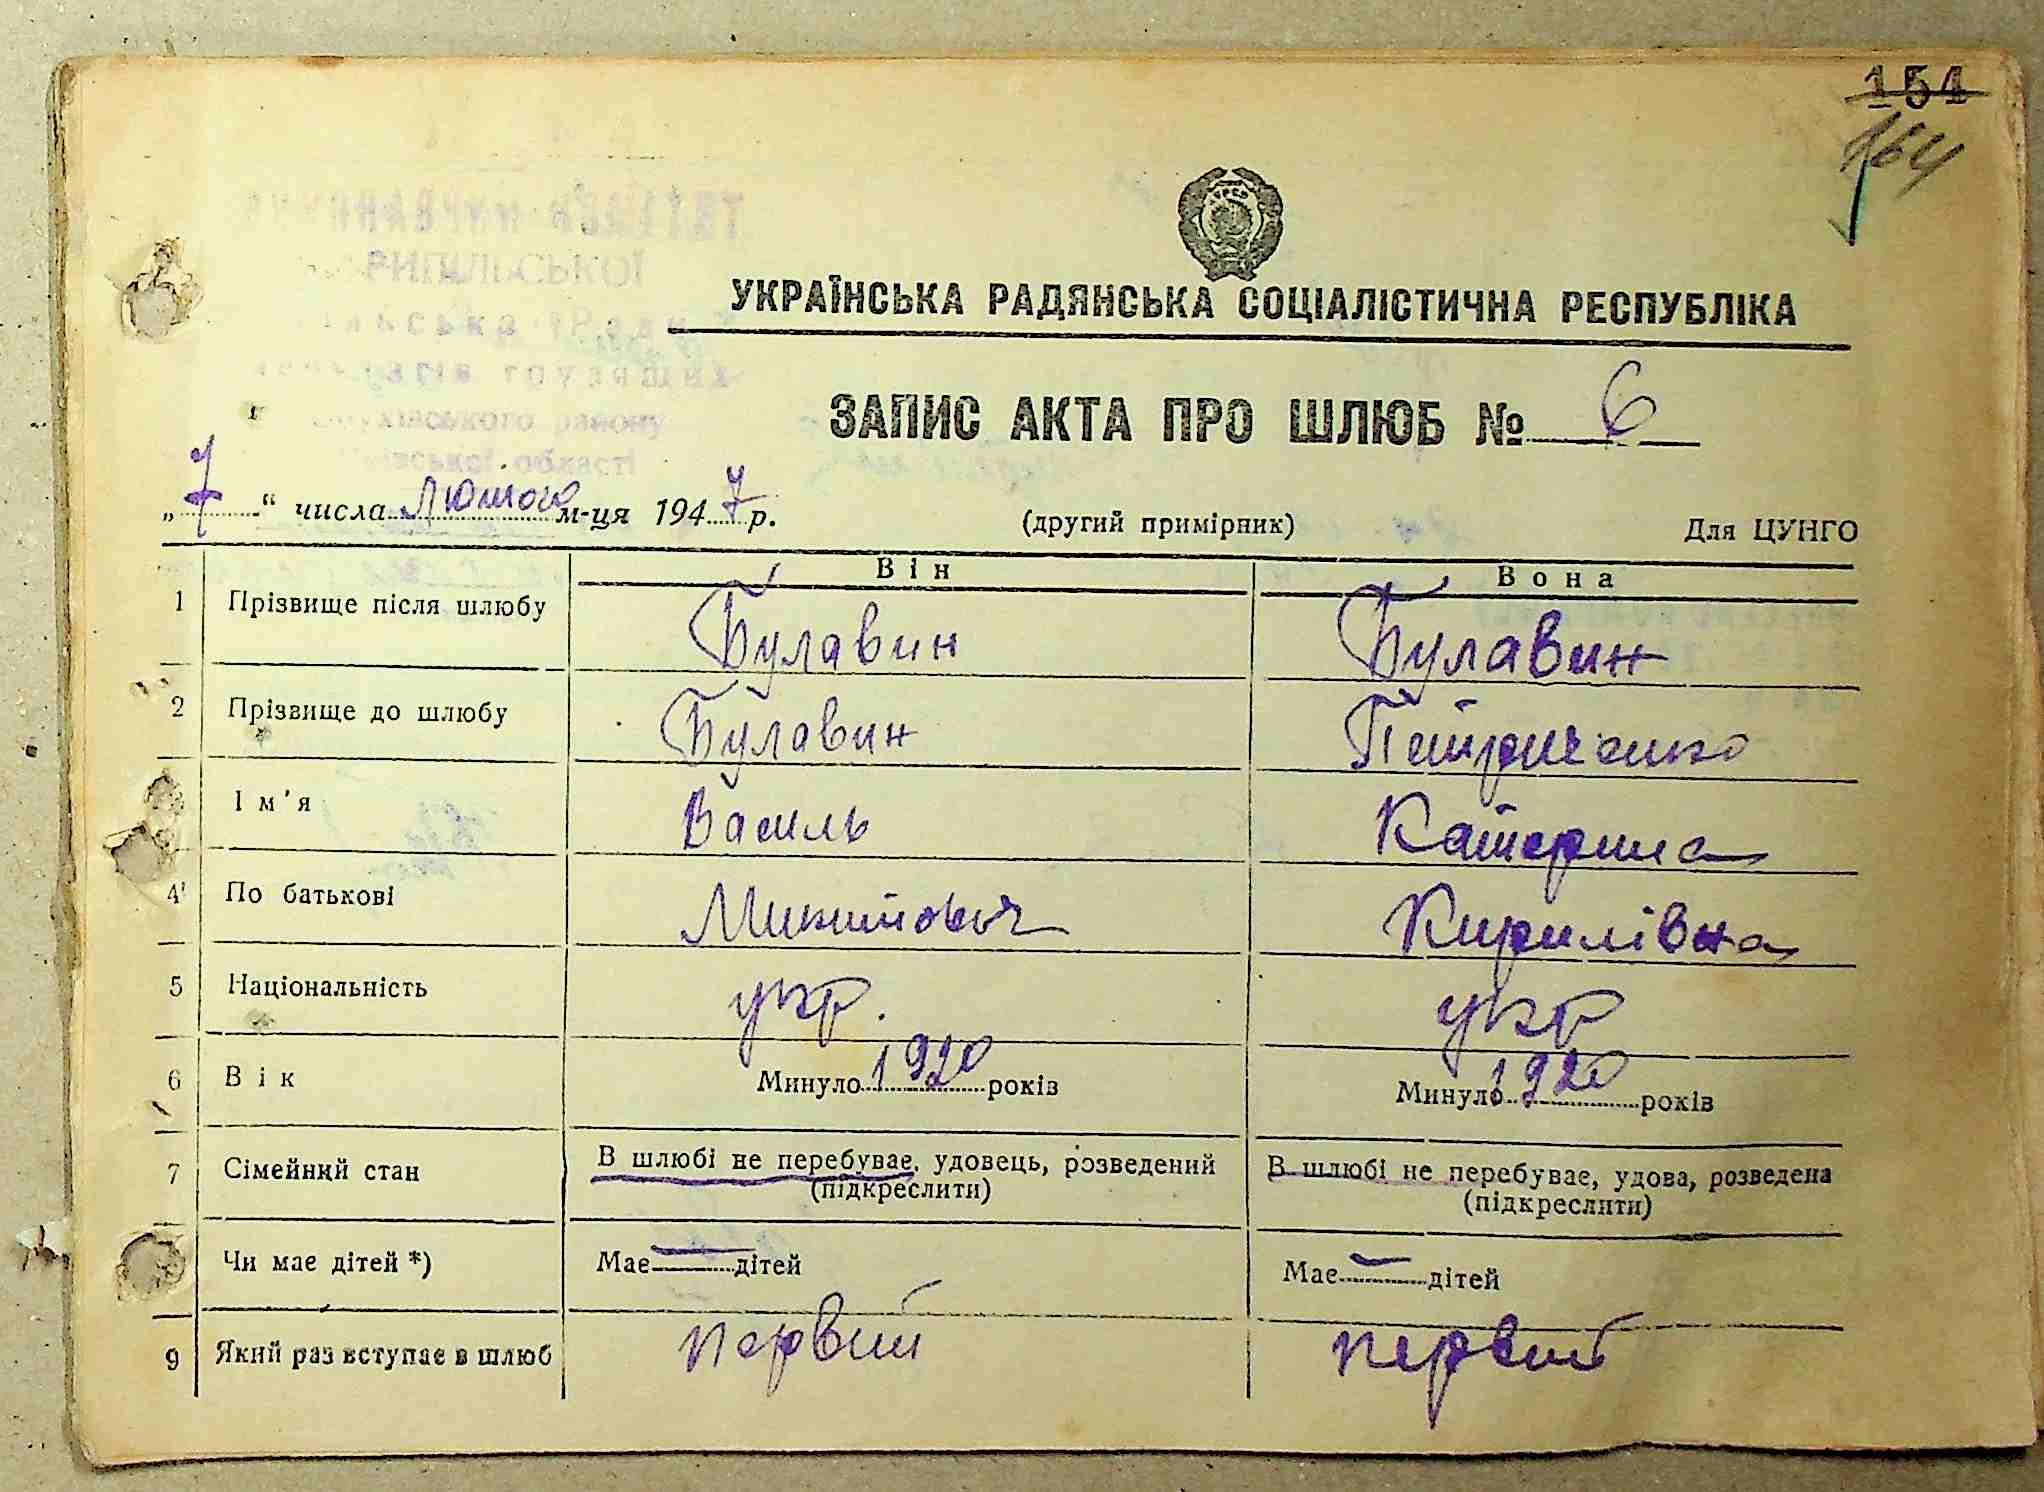 154
164
УКРАЇНСЬКА РАДЯНСЬКА СОЦІАЛІСТИЧНА РЕСПУБЛІКА
ЗАПИС АКТА ПРО ШЛЮБ № 6
„7“ числа Лютого м-ця 1947 р. (другий примірник) Для ЦУНГО
Він Вона
1 Прізвище після шлюбу Булавин Булавин
2 Прізвище до шлюбу Булавин Петриченко
Ім'я Василь Катерина
4 По батькові Микитович Кирилівна
5 Національність укр. укр
6 Вік Минуло 1920 років Минуло 1920 років
7 Сімейний стан В шлюбі не перебуває, удовець, розведений В шлюбі не перебуває, удова, розведена
(підкреслити) (підкреслити)
Чи має дітей *) Має — дітей Має — дітей
9 Який раз вступає в шлюб первий первий